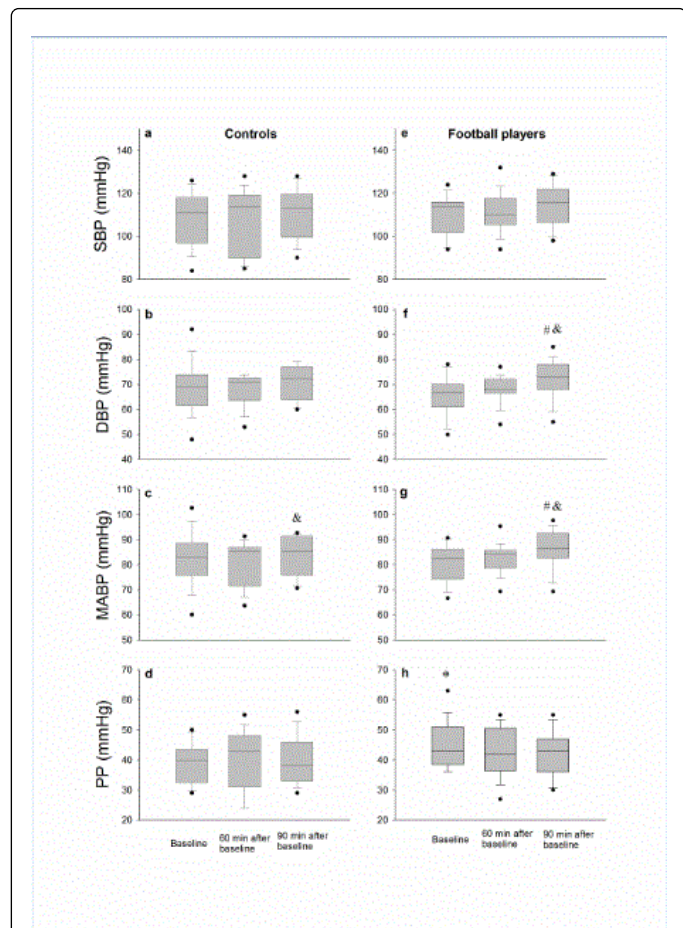 a Controls
e Football players
SBP (mmHg)
140
120
100
80
140
120
100
80
b
f
#&
DBP (mmHg)
100
90
80
70
60
50
40
100
90
80
70
60
50
40
c
&
g
#&
MABP (mmHg)
110
100
90
80
70
60
50
110
100
90
80
70
60
50
d
h
*
PP (mmHg)
70
60
50
40
30
20
70
60
50
40
30
20
Baseline
60 min after
baseline
90 min after
baseline
Baseline
60 min after
baseline
90 min after
baseline